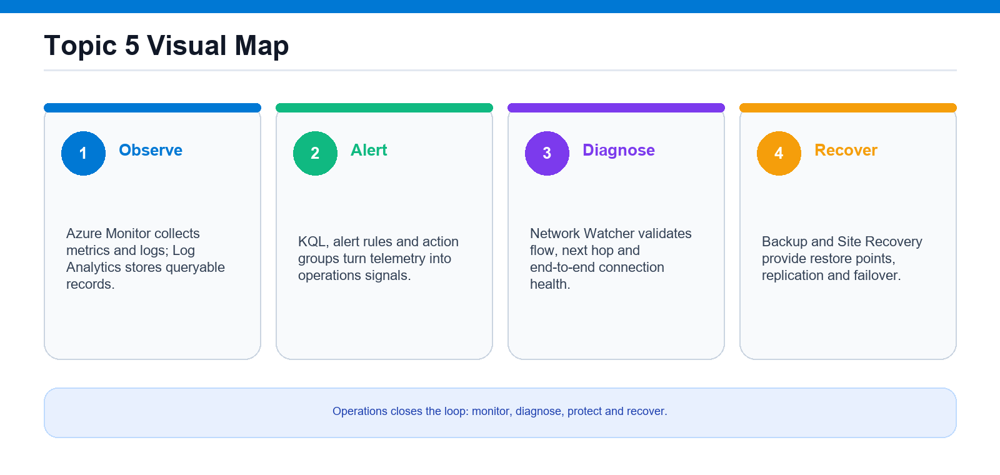 Topic 5 Visual Map
1
Observe
Azure Monitor collects
metrics and logs; Log
Analytics stores queryable
records.
2
Alert
KQL, alert rules and action
groups turn telemetry into
operations signals.
3
Diagnose
Network Watcher validates
flow, next hop and
end-to-end connection
health.
4
Recover
Backup and Site Recovery
provide restore points,
replication and failover.
Operations closes the loop: monitor, diagnose, protect and recover.